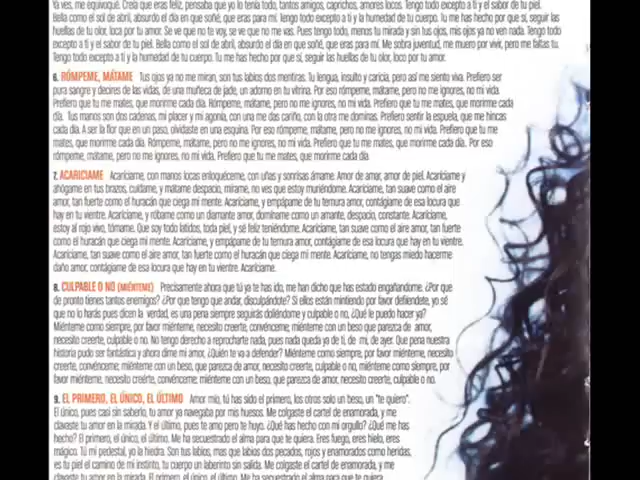 Ya ves, me equivoqué. Creía que eras feliz, pensaba que yo lo tenía todo, tantos amigos, caprichos, amores locos. Tengo todo excepto a ti y el sabor de tu piel.
Bella como el sol de abril, absurdo el día en que soñé, que eras para mí. Tengo todo excepto a ti y la humedad de tu cuerpo. Tu me has hecho por que sí, seguir las
huellas de tu olor, loca por tu amor. Se ve que no te voy, se ve que no me vas. Pues tengo todo, menos tu mirada y sin tus ojos, mis ojos ya no ven nada. Tengo todo
excepto a ti y el sabor de tu piel. Bella como el sol de abril, absurdo el día en que soñé, que eras para mí. Me sobra juventud, me muero por vivir, pero me faltas tu.
Tengo todo excepto a ti y la humedad de tu cuerpo. Tu me has hecho por que sí, seguir las huellas de tu olor, loco por tu amor.
6. RÓMPEME, MÁTAME Tus ojos ya no me miran, son tus labios dos mentiras. Tu lengua, insulto y caricia, pero así me siento viva. Prefiero ser
pura sangre y decires de las vidas, de una muñeca de jade, un adorno en tu vitrina. Por eso rómpeme, mátame, pero no me ignores, no mi vida.
Prefiero que tu me mates, que morirme cada día. Rómpeme, mátame, pero no me ignores, no mi vida. Prefiero que tu me mates, que morirme cada
día. Tus manos son dos cadenas, mi placer y mi agonía, con una me das cariño, con la otra me dominas. Prefiero sentir la espuela, que me hincas
cada día. A ser la flor que en un paso, olvidaste en una esquina. Por eso rómpeme, mátame, pero no me ignores, no mi vida. Prefiero que tu me
mates, que morirme cada día. Rómpeme, mátame, pero no me ignores, no mi vida. Prefiero que tu me mates, que morirme cada día. Por eso
rómpeme, mátame, pero no me ignores, no mi vida. Prefiero que tu me mates, que morirme cada día.
7. ACARICIAME Acaríciame, con manos locas enloquéceme, con uñas y sonrisas ámame. Amor de amar, amor de piel. Acaríciame y
ahógame en tus brazos, cuídame, y mátame despacio, mírame, no ves que estoy muriéndome. Acaríciame, tan suave como el aire
amor, tan fuerte como el huracán que ciega mi mente. Acaríciame, y empápame de tu ternura amor, contágiame de esa locura que
hay en tu vientre. Acaríciame, y róbame como un diamante amor, domíname como un amante, despacio, constante. Acaríciame,
estoy al rojo vivo, tómame. Que soy todo latidos, toda piel, y sé feliz teniéndome. Acaríciame, tan suave como el aire amor, tan fuerte
como el huracán que ciega mi mente. Acaríciame, y empápame de tu ternura amor, contágiame de esa locura que hay en tu vientre.
Acaríciame, tan suave como el aire amor, tan fuerte como el huracán que ciega mi mente. Acaríciame, no tengas miedo hacerme
daño amor, contágiame de esa locura que hay en tu vientre. Acaríciame.
8. CULPABLE O NO (MIÉNTEME) Precisamente ahora que tú ya te has ido, me han dicho que has estado engañándome. ¿Por que
de pronto tienes tantos enemigos? ¿Por que tengo que andar, disculpándote? Si ellos están mintiendo por favor defiéndete, yo sé
que no lo harás pues dicen la verdad, es una pena siempre seguirás doliéndome y culpable o no, ¿Qué le puedo hacer ya?
Miénteme como siempre, por favor miénteme, necesito creerte, convénceme; miénteme con un beso que parezca de amor,
necesito creerte, culpable o no. No tengo derecho a reprocharte nada, pues nada queda ya de ti, de mi, de ayer. Que pena nuestra
historia pudo ser fantástica y ahora dime mi amor, ¿Quién te va a defender? Miénteme como siempre, por favor miénteme, necesito
creerte, convénceme; miénteme con un beso, que parezca de amor, necesito creerte, culpable o no, miénteme como siempre, por
favor miénteme, necesito creérte, convénceme, miénteme con un beso, que parezca de amor, necesito creerte, culpable o no.
9. EL PRIMERO, EL ÚNICO, EL ÚLTIMO Amor mío, tú has sido el primero, los otros solo un beso, un "te quiero".
El único, pues casi sin saberlo, tu amor ya navegaba por mis huesos. Me colgaste el cartel de enamorada, y me
clavaste tu amor en la mirada. Y el último, pues te amo pero te huyo. ¿Qué has hecho con mi orgullo? ¿Qué me has
hecho? El primero, el único, el último. Me ha secuestrado el alma para que te quiera. Eres fuego, eres hielo, eres
mágico. Tú mi pedestal, yo la hiedra. Son tus labios, mas que labios dos pecados, rojos y enamorados como heridas,
es tu piel el camino de mi instinto, tu cuerpo un laberinto sin salida. Me colgaste el cartel de enamorada, y me
clavaste tu amor en la mirada. El primero, el único, el último. Me ha secuestrado el alma para que te quiera